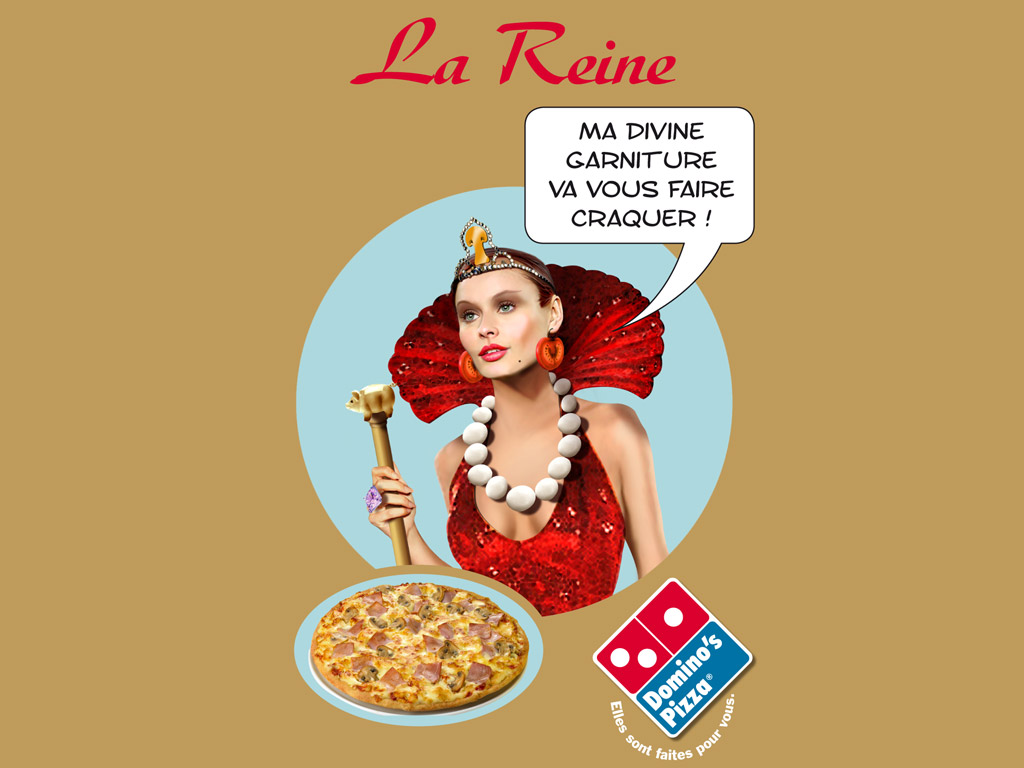 La Reine
MA DIVINE
GARNITURE
VA VOUS FAIRE
CRAQUER !
Domino's
Pizza®
Elles sont faites pour vous.